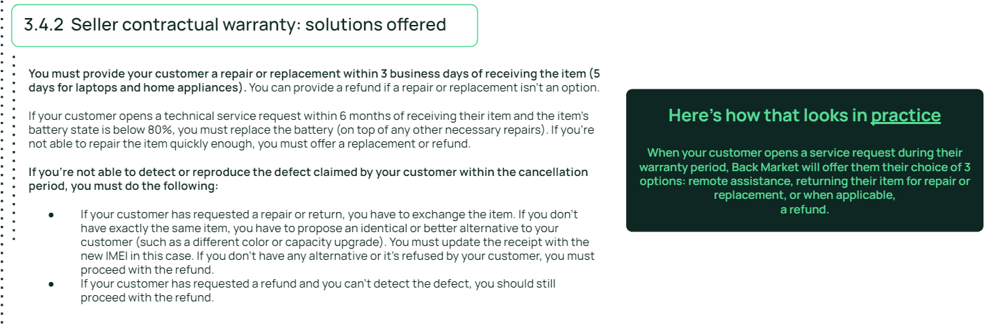 3.4.2 Seller contractual warranty: solutions offered
You must provide your customer a repair or replacement within 3 business days of receiving the item (5
days for laptops and home appliances). You can provide a refund if a repair or replacement isn't an option.
If your customer opens a technical service request within 6 months of receiving their item and the item's
battery state is below 80%, you must replace the battery (on top of any other necessary repairs). If you're
not able to repair the item quickly enough, you must offer a replacement or refund.
If you're not able to detect or reproduce the defect claimed by your customer within the cancellation
period, you must do the following:
● If your customer has requested a repair or return, you have to exchange the item. If you don't
have exactly the same item, you have to propose an identical or better alternative to your
customer (such as a different color or capacity upgrade). You must update the receipt with the
new IMEI in this case. If you don't have any alternative or it's refused by your customer, you must
proceed with the refund.
● If your customer has requested a refund and you can't detect the defect, you should still
proceed with the refund.
Here's how that looks in practice
When your customer opens a service request during their
warranty period, Back Market will offer them their choice of 3
options: remote assistance, returning their item for repair or
replacement, or when applicable,
a refund.